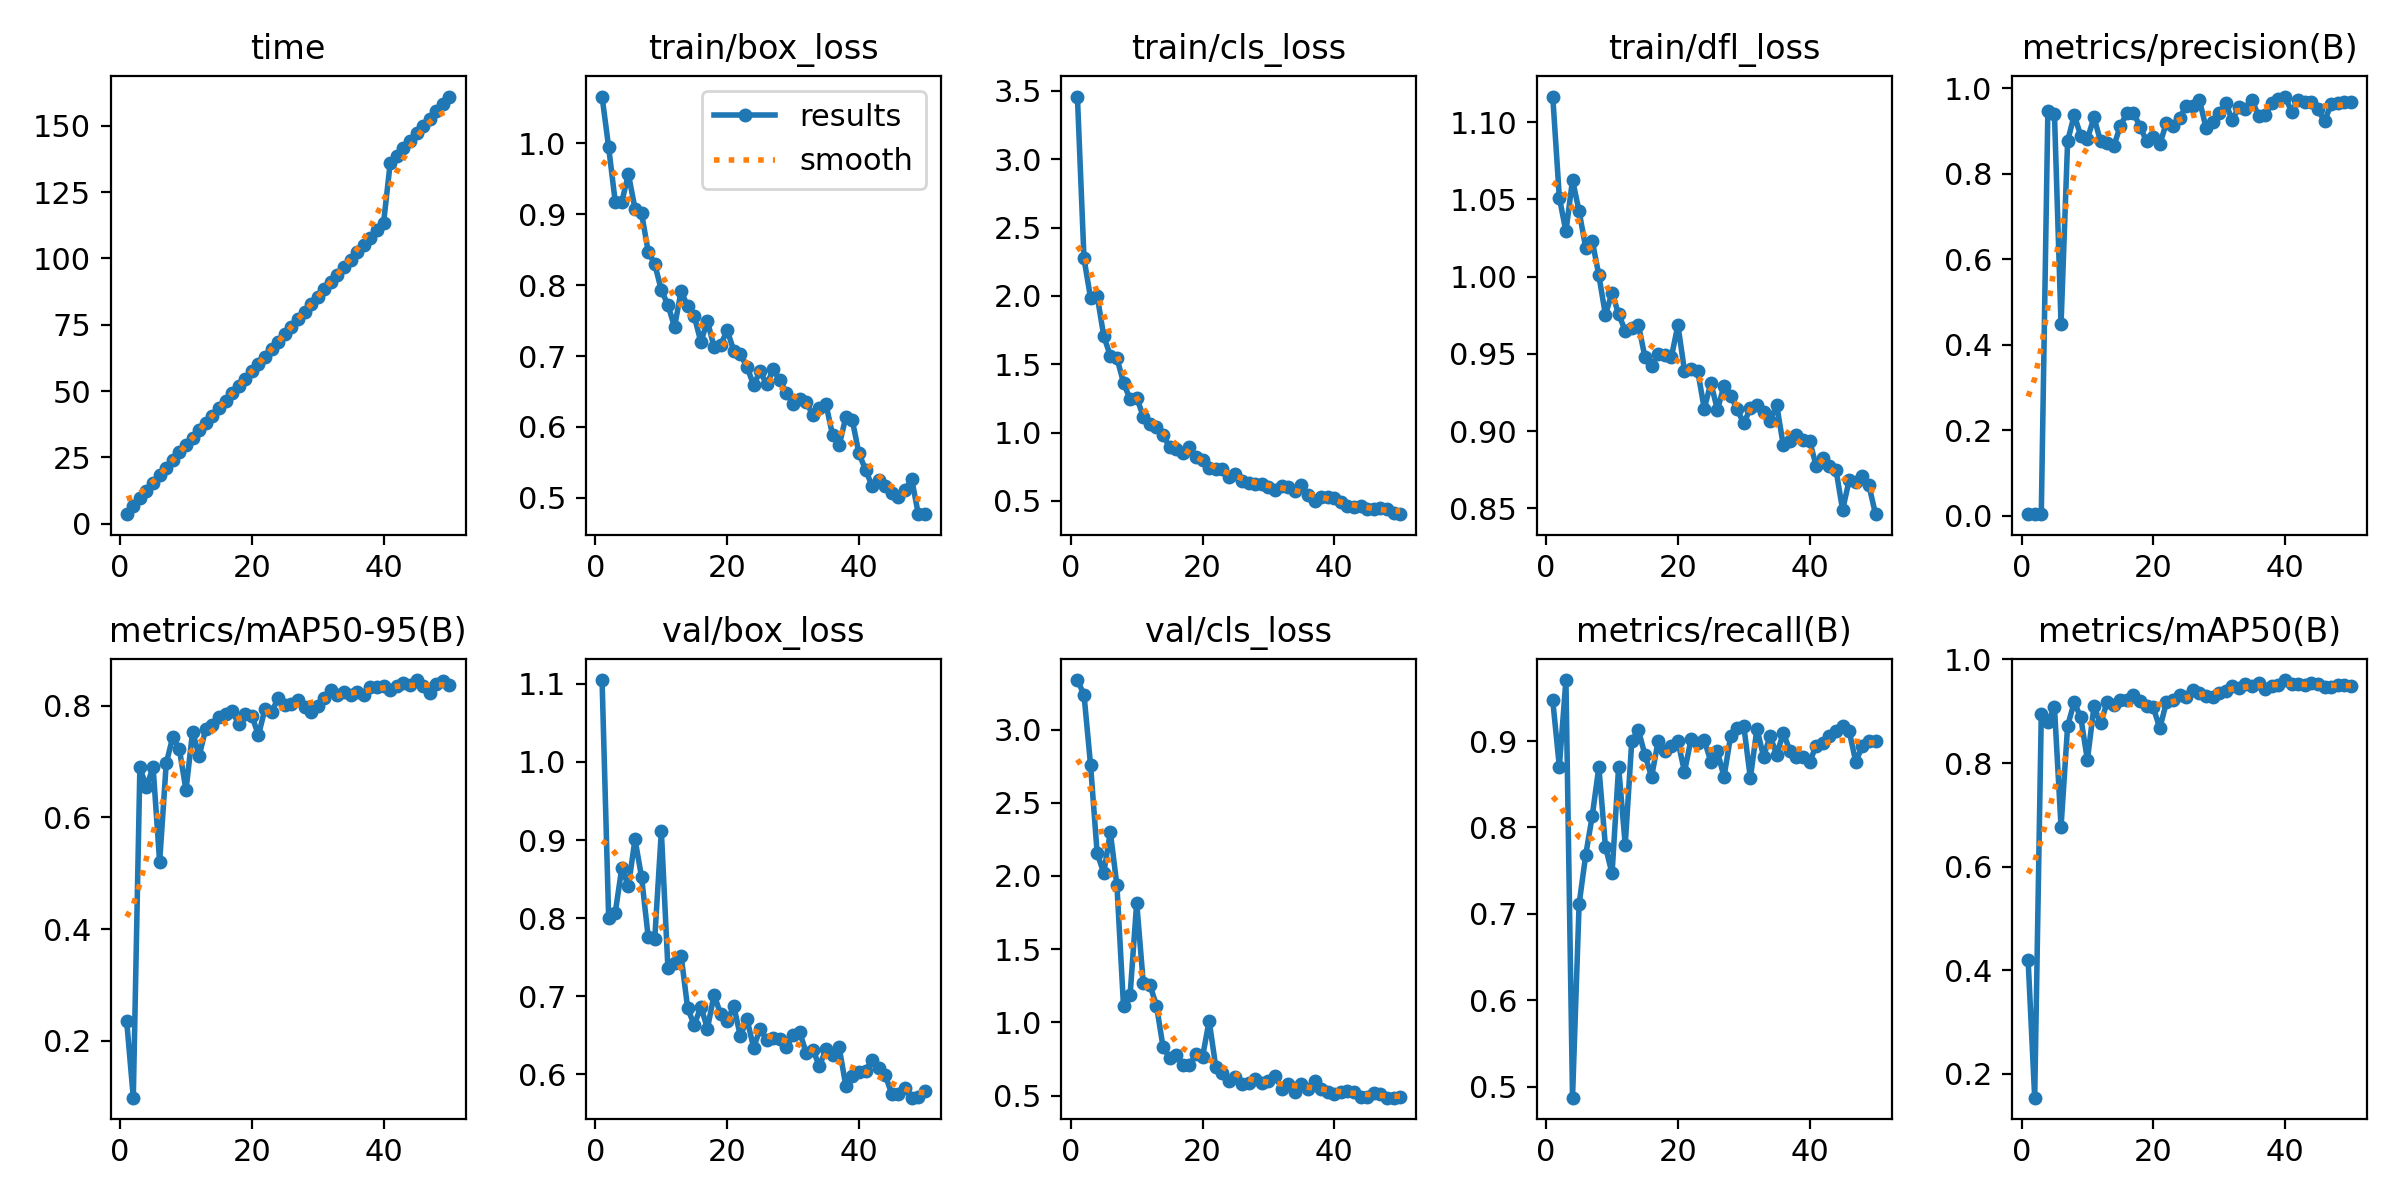 time
150
125
100
75
50
25
0
0 20 40
train/box_loss
results
smooth
1.0
0.9
0.8
0.7
0.6
0.5
0 20 40
train/cls_loss
3.5
3.0
2.5
2.0
1.5
1.0
0.5
0 20 40
train/dfl_loss
1.10
1.05
1.00
0.95
0.90
0.85
0 20 40
metrics/precision(B)
1.0
0.8
0.6
0.4
0.2
0.0
0 20 40
metrics/mAP50-95(B)
0.8
0.6
0.4
0.2
0 20 40
val/box_loss
1.1
1.0
0.9
0.8
0.7
0.6
0 20 40
val/cls_loss
3.0
2.5
2.0
1.5
1.0
0.5
0 20 40
metrics/recall(B)
0.9
0.8
0.7
0.6
0.5
0 20 40
metrics/mAP50(B)
1.0
0.8
0.6
0.4
0.2
0 20 40